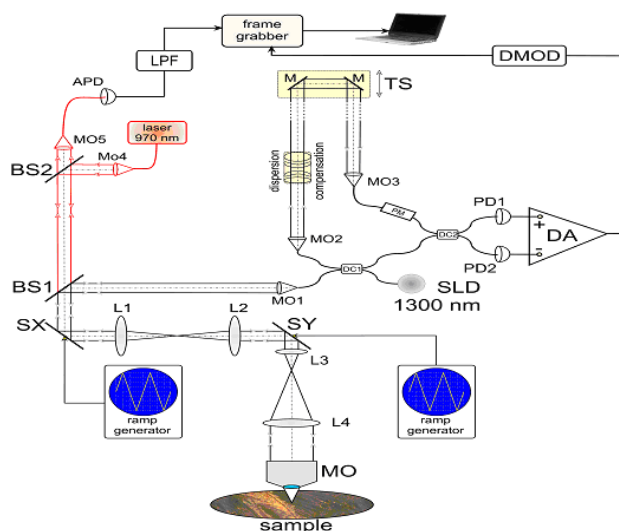 frame
grabber
LPF
DMOD
APD
M M
TS
laser
970 nm
MO5
Mo4
BS2
dispersion
compensation
MO3
PM
PD1
DC2
+
DA
-
PD2
MO2
DC1
SLD
1300 nm
BS1
MO1
SX
L1
L2
SY
L3
ramp
generator
L4
ramp
generator
MO
sample